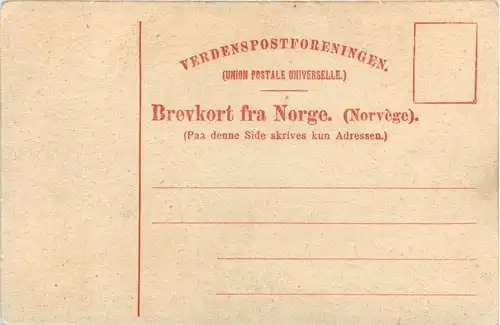 VERDENSPOSTFORENINGEN.
(UNION POSTALE UNIVERSELLE.)
Brevkort fra Norge. (Norvège).
(Paa denne Side skrives kun Adressen.)